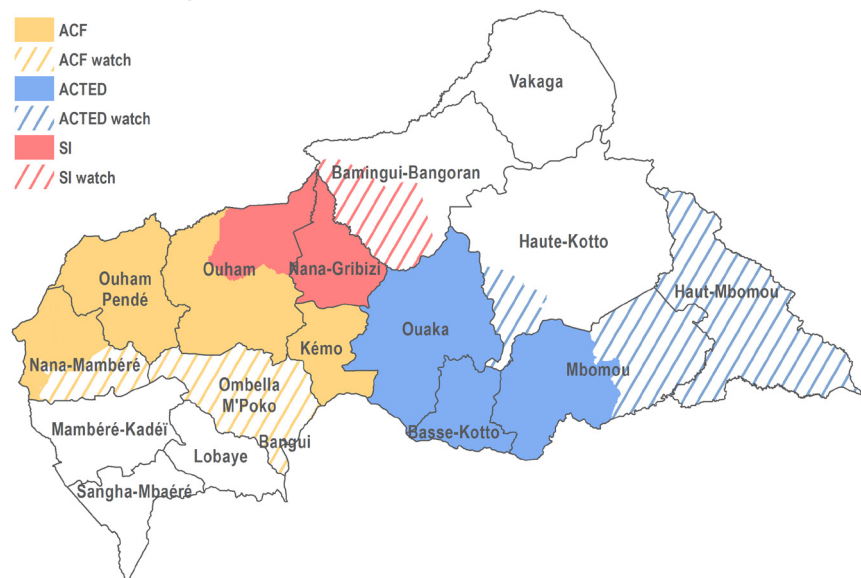 ACF
ACF watch
ACTED
ACTED watch
SI
SI watch
Vakaga
Bamingui-Bangoran
Haute-Kotto
Ouham
Nana-Gribizi
Ouham
Pendé
Haut-Mbomou
Ouaka
Kémo
Nana-Mambéré
Mbomou
Ombella
M'Poko
Mambéré-Kadéï
Bangui
Basse-Kotto
Lobaye
Sangha-Mbaéré